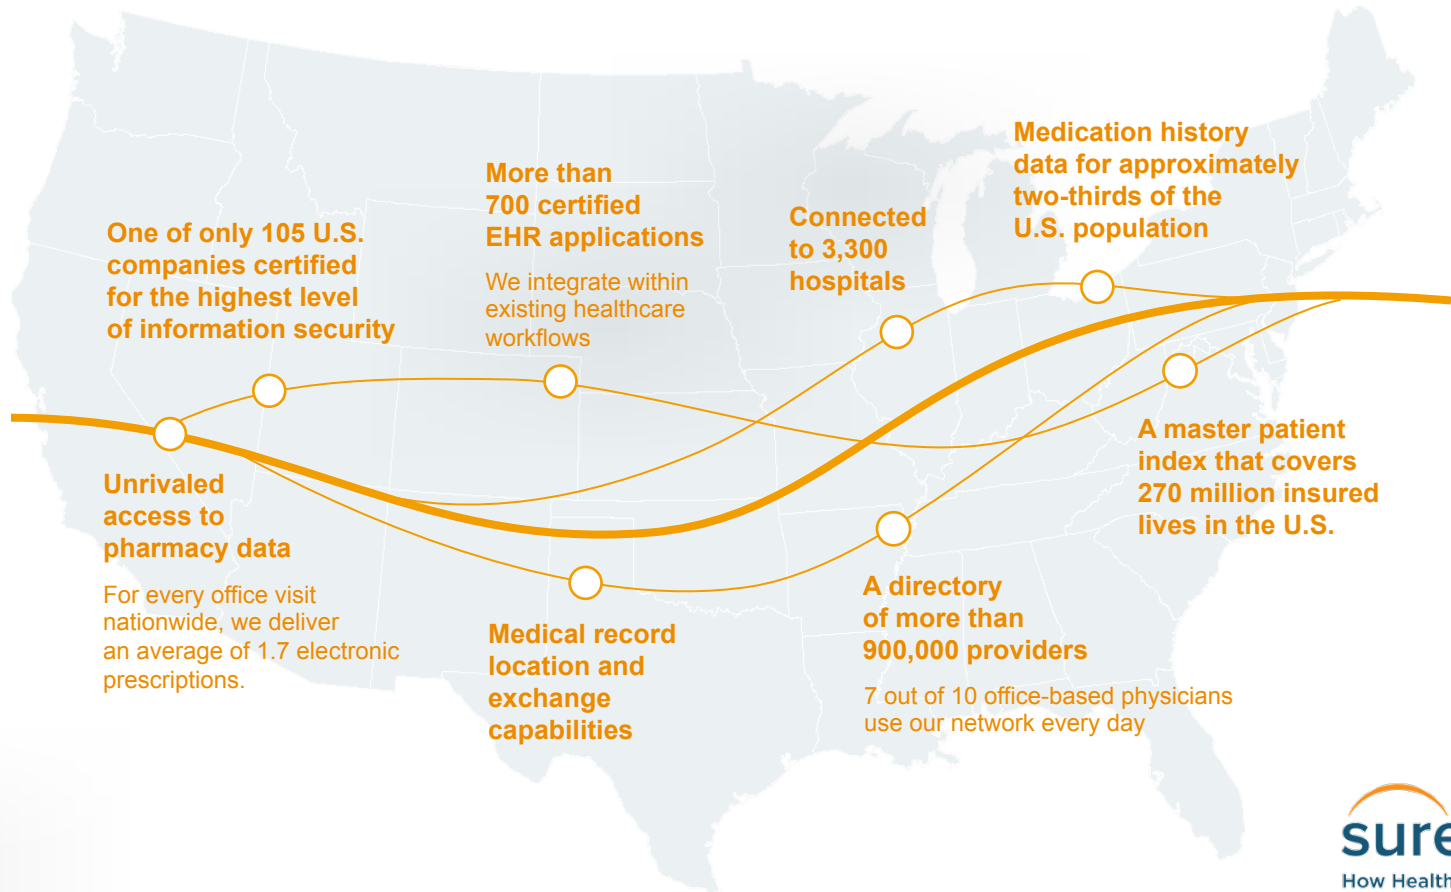 One of only 105 U.S.
companies certified
for the highest level
of information security
More than
700 certified
EHR applications
We integrate within
existing healthcare
workflows
Connected
to 3,300
hospitals
Medication history
data for approximately
two-thirds of the
U.S. population
Unrivaled
access to
pharmacy data
For every office visit
nationwide, we deliver
an average of 1.7 electronic
prescriptions.
Medical record
location and
exchange
capabilities
A directory
of more than
900,000 providers
7 out of 10 office-based physicians
use our network every day
A master patient
index that covers
270 million insured
lives in the U.S.
sure
How Health